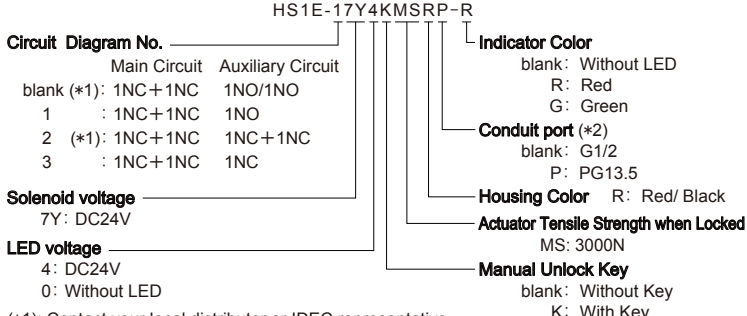 HS1E-17Y4KMSRP-R
Circuit Diagram No.
Main Circuit Auxiliary Circuit
blank (*1): 1NC+1NC 1NO/1NO
1 : 1NC+1NC 1NO
2 (*1): 1NC+1NC 1NC+1NC
3 : 1NC+1NC 1NC
Solenoid voltage
7Y: DC24V
LED voltage
4: DC24V
0: Without LED
Indicator Color
blank: Without LED
R: Red
G: Green
Conduit port (*2)
blank: G1/2
P: PG13.5
Housing Color R: Red/ Black
Actuator Tensile Strength when Locked
MS: 3000N
Manual Unlock Key
blank: Without Key
K: With Key
(*1): Contact your local distributor or IDEC representative